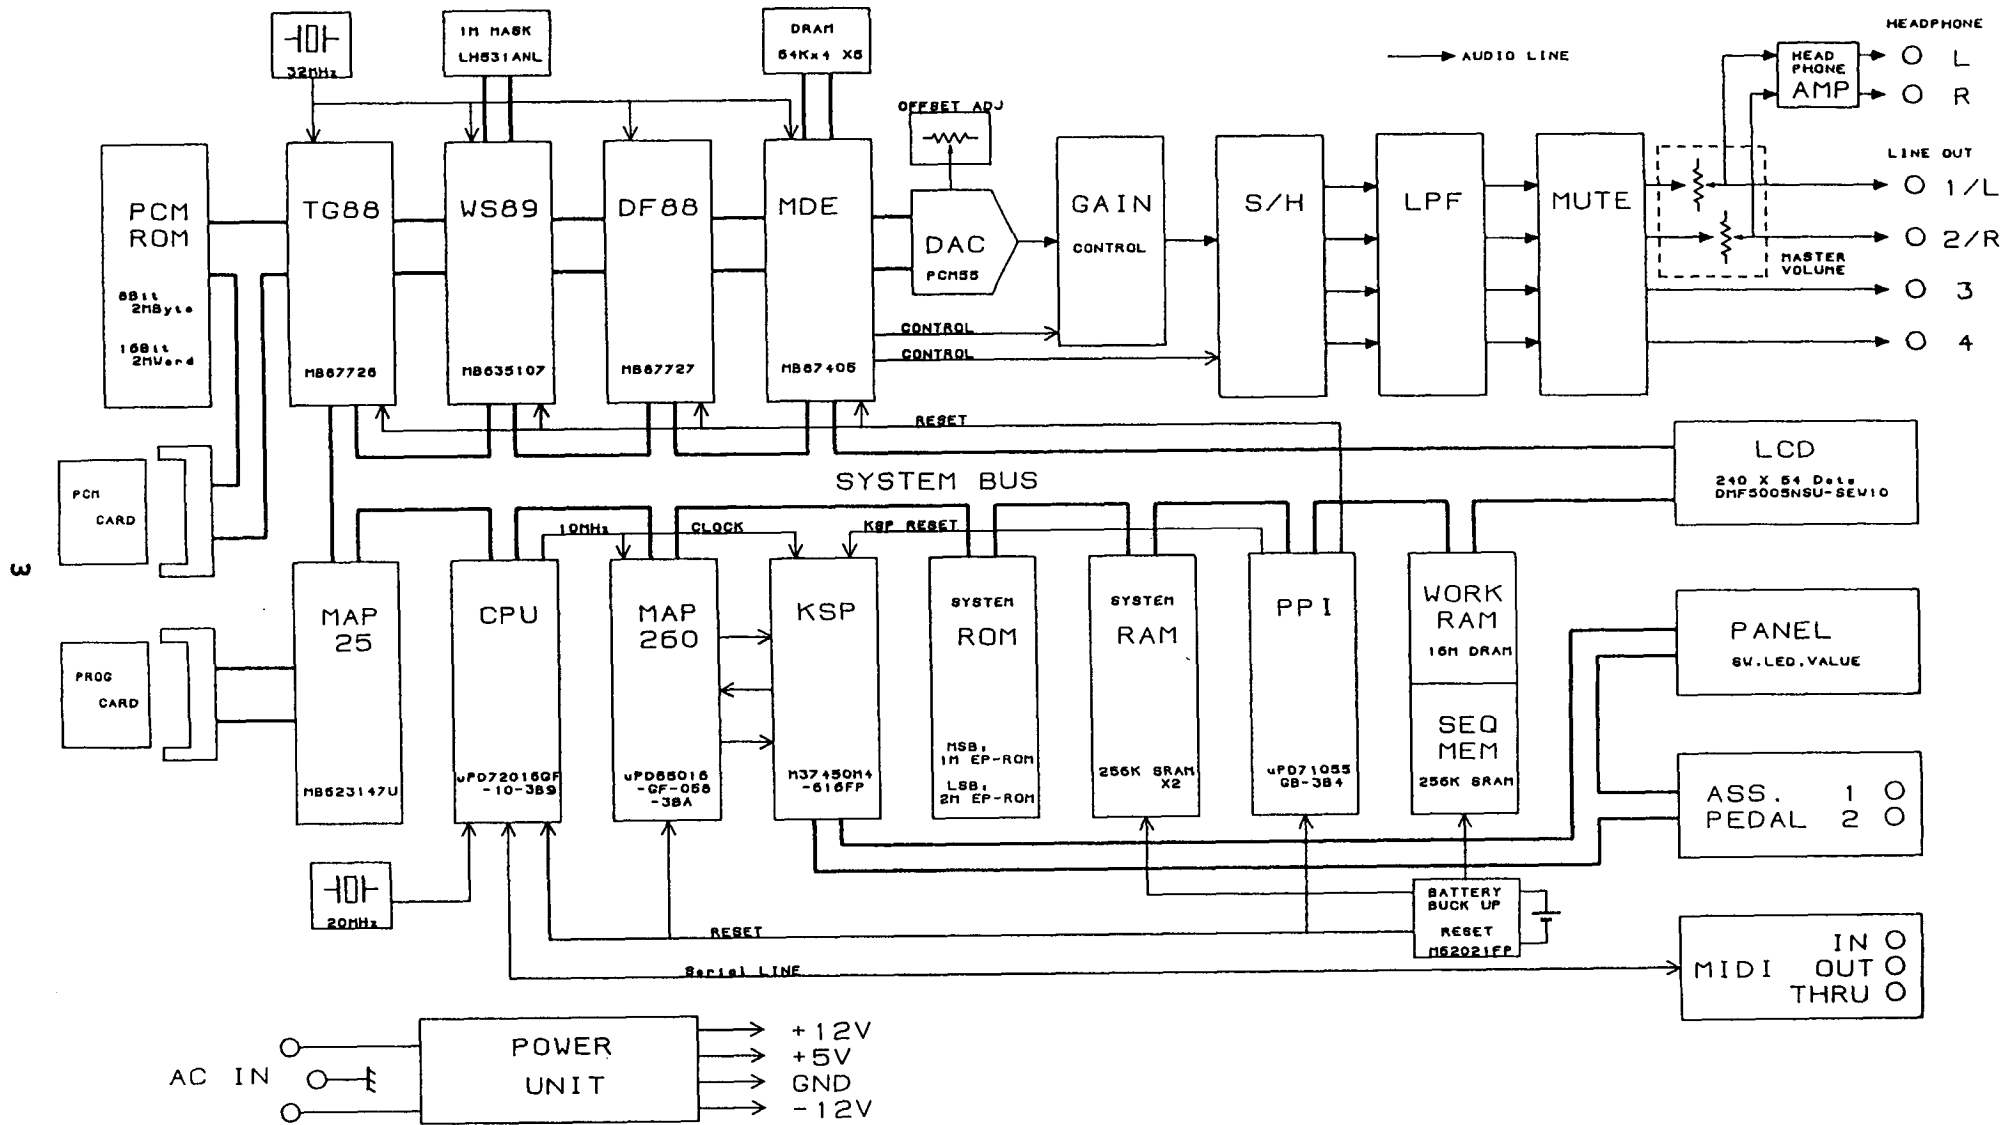 HEADPHONE
1M MASK
LH531ANL
DRAM
64Kx4 X6
32MHz
AUDIO LINE
HEAD
PHONE
AMP
L
R
OFFSET ADJ
LINE OUT
PCM
ROM
8Bit
2MByte
16Bit
2MWord
TG88
MB87726
WS89
MB635107
DF88
MB87727
MDE
MB87405
DAC
PCM55
GAIN
CONTROL
S/H
LPF
MUTE
MASTER
VOLUME
1/L
2/R
3
4
CONTROL
CONTROL
RESET
SYSTEM BUS
LCD
240 X 64 Dots
DMF5005NSU-SEW10
PCM
CARD
10MHz
CLOCK
KSP RESET
3
PROG
CARD
MAP
25
MB623147U
CPU
uPD72016GF
-10-3B9
MAP
260
uPD65016
-GF-058
-3BA
KSP
M37450M4
-616FP
SYSTEM
ROM
MSB,
1M EP-ROM
LSB,
2M EP-ROM
SYSTEM
RAM
256K SRAM
X2
PPI
uPD71055
GB-3B4
WORK
RAM
16M DRAM
SEQ
MEM
256K SRAM
PANEL
SW.LED.VALUE
ASS. 1
PEDAL 2
20MHz
BATTERY
BUCK UP
RESET
M62021FP
RESET
Serial LINE
MIDI
IN
OUT
THRU
AC IN
POWER
UNIT
+12V
+5V
GND
-12V